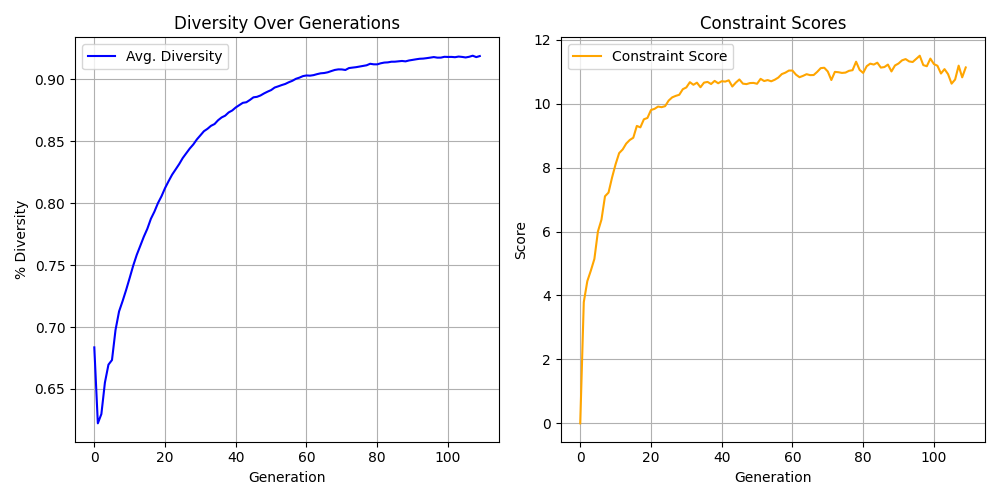 Diversity Over Generations
Avg. Diversity
% Diversity
0.90
0.85
0.80
0.75
0.70
0.65
0 20 40 60 80 100
Generation
Constraint Scores
Constraint Score
Score
12
10
8
6
4
2
0
0 20 40 60 80 100
Generation